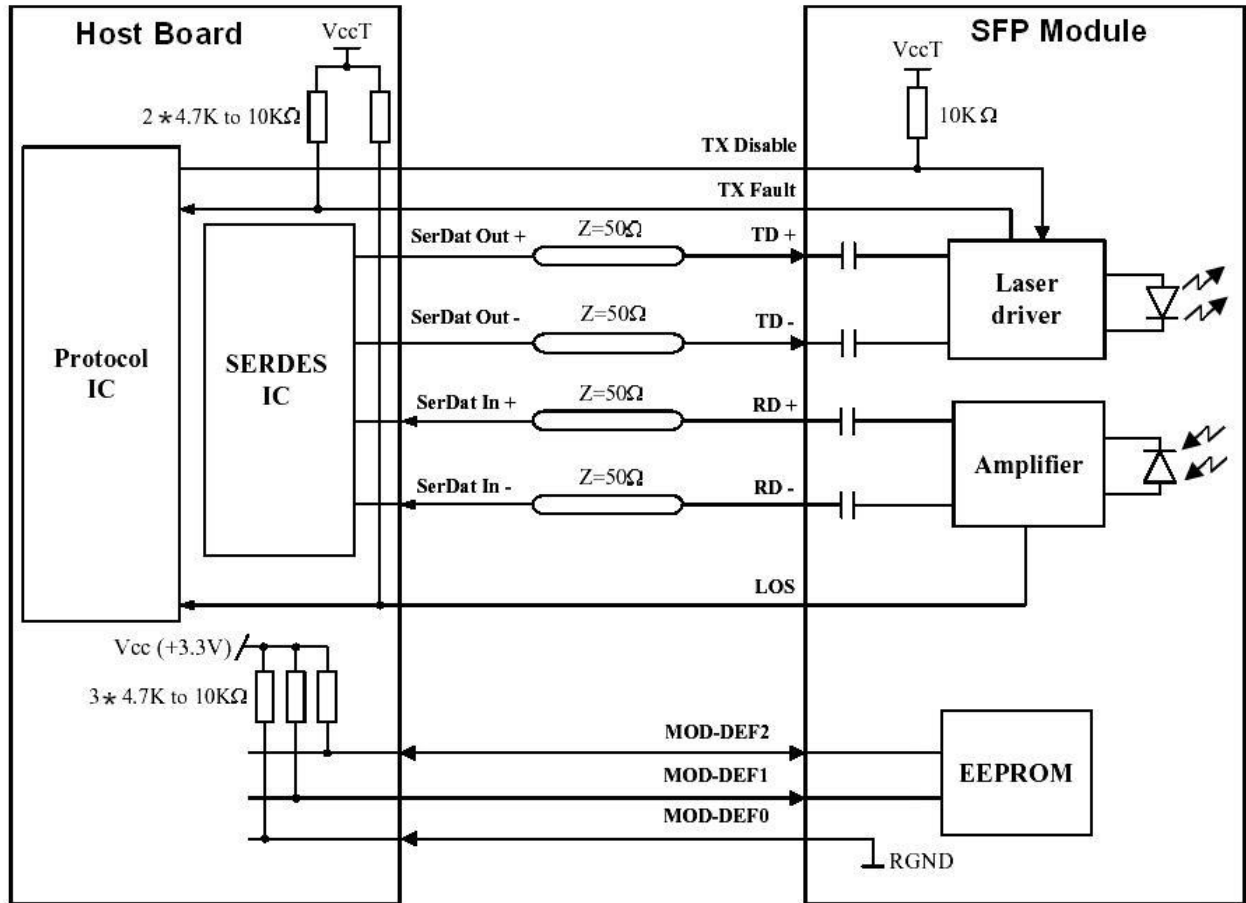 Host Board
SFP Module
VccT
VccT
2*4.7K to 10KΩ
10KΩ
TX Disable
TX Fault
SerDat Out +
Z=50Ω
TD +
Laser
driver
SerDat Out -
Z=50Ω
TD -
Protocol
IC
SERDES
IC
SerDat In +
Z=50Ω
RD +
Amplifier
SerDat In -
Z=50Ω
RD -
LOS
Vcc (+3.3V)
3*4.7K to 10KΩ
MOD-DEF2
EEPROM
MOD-DEF1
MOD-DEF0
RGND